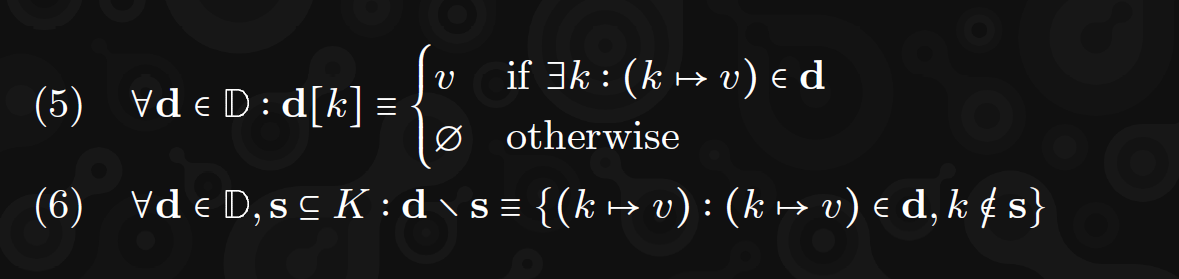 (5) ∀𝐝 ∈ 𝔻 : 𝐝[k] ≡ { v if ∃k : (k ↦ v) ∈ 𝐝
∅ otherwise
(6) ∀𝐝 ∈ 𝔻, 𝐬 ⊆ K : 𝐝 ∖ 𝐬 ≡ {(k ↦ v) : (k ↦ v) ∈ 𝐝, k ∉ 𝐬}